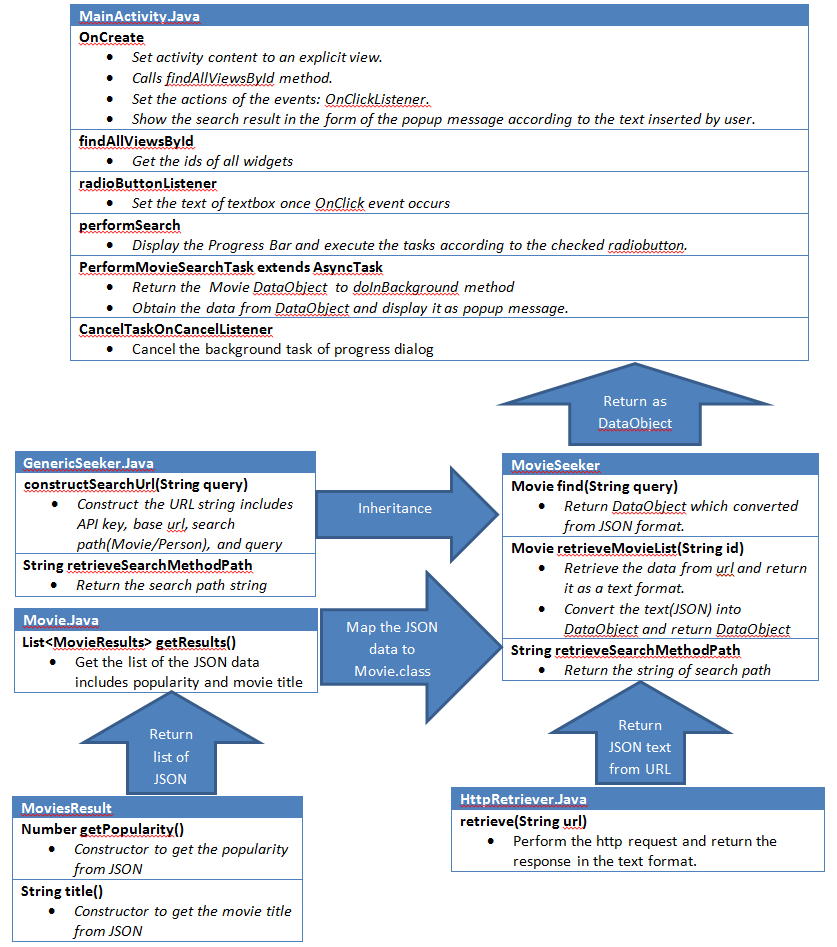 MainActivity.Java
OnCreate
• Set activity content to an explicit view.
• Calls findAllViewsById method.
• Set the actions of the events: OnClickListener.
• Show the search result in the form of the popup message according to the text inserted by user.
findAllViewsById
• Get the ids of all widgets
radioButtonListener
• Set the text of textbox once OnClick event occurs
performSearch
• Display the Progress Bar and execute the tasks according to the checked radiobutton.
PerformMovieSearchTask extends AsyncTask
• Return the Movie DataObject to doInBackground method
• Obtain the data from DataObject and display it as popup message.
CancelTaskOnCancelListener
• Cancel the background task of progress dialog
Return as
DataObject
GenericSeeker.Java
constructSearchUrl(String query)
• Construct the URL string includes
API key, base url, search
path(Movie/Person), and query
String retrieveSearchMethodPath
• Return the search path string
Inheritance
MovieSeeker
Movie find(String query)
• Return DataObject which converted
from JSON format.
Movie retrieveMovieList(String id)
• Retrieve the data from url and return
it as a text format.
• Convert the text(JSON) into
DataObject and return DataObject
String retrieveSearchMethodPath
• Return the string of search path
Movie.Java
List<MovieResults> getResults()
• Get the list of the JSON data
includes popularity and movie title
Map the JSON
data to
Movie.class
Return
list of
JSON
Return
JSON text
from URL
MoviesResult
Number getPopularity()
• Constructor to get the popularity
from JSON
String title()
• Constructor to get the movie title
from JSON
HttpRetriever.Java
retrieve(String url)
• Perform the http request and return the
response in the text format.